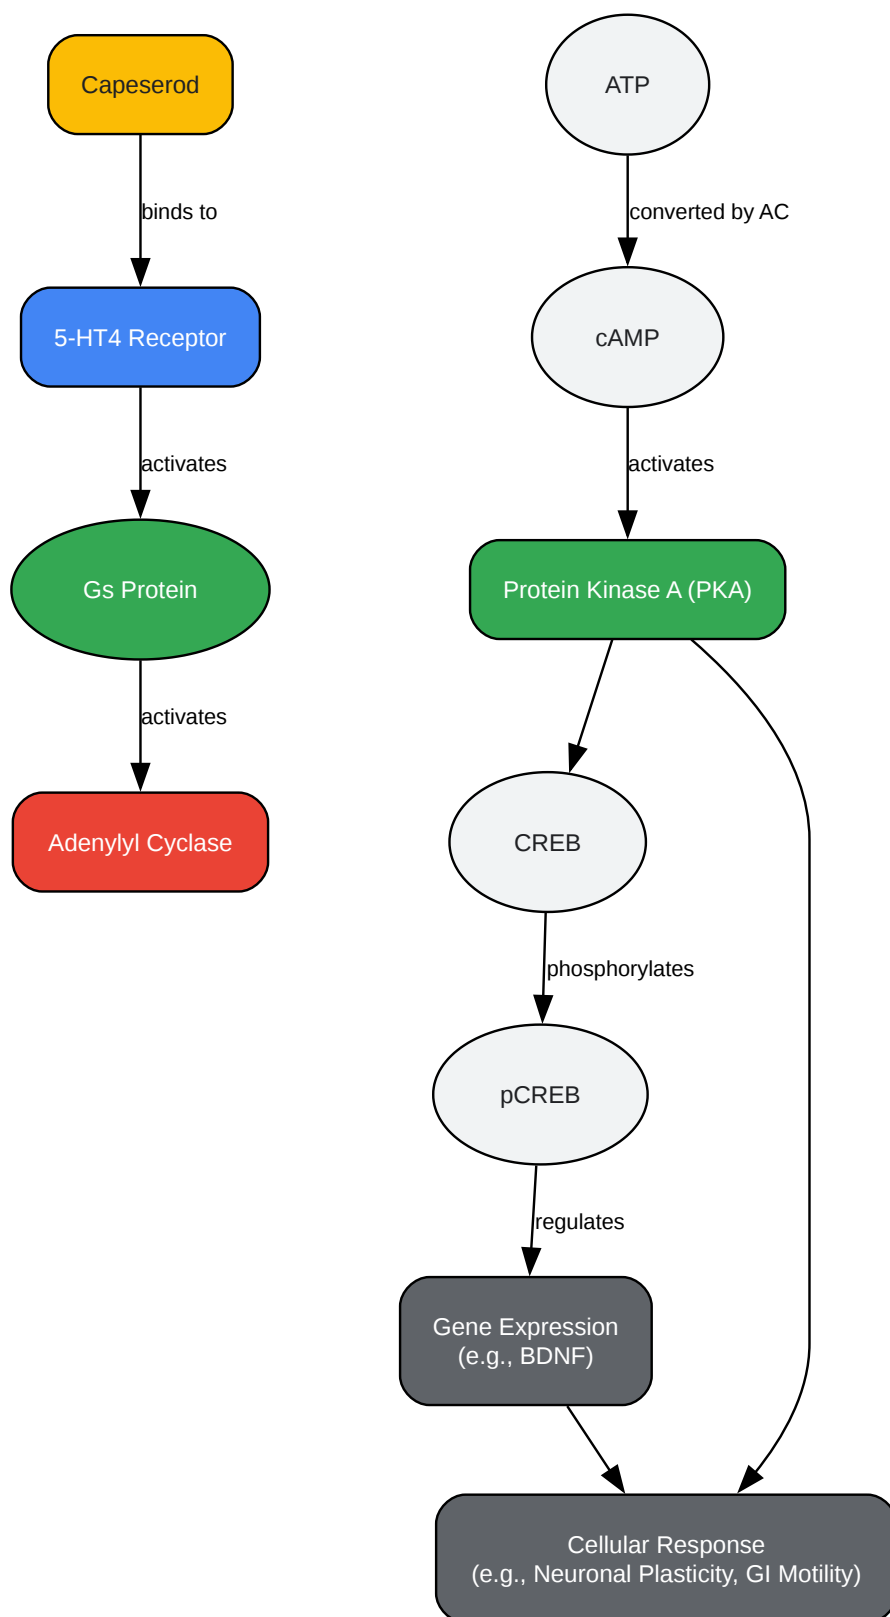 Capeserod
binds to
5-HT4 Receptor
activates
Gs Protein
activates
Adenylyl Cyclase
ATP
converted by AC
cAMP
activates
Protein Kinase A (PKA)
CREB
phosphorylates
pCREB
regulates
Gene Expression
(e.g., BDNF)
Cellular Response
(e.g., Neuronal Plasticity, GI Motility)